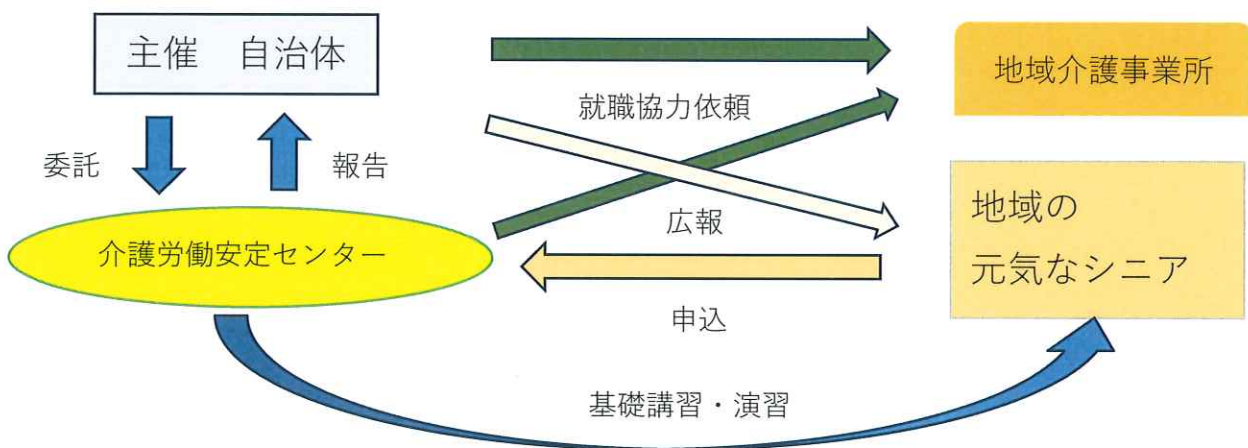 主催　自治体
地域介護事業所
就職協力依頼
委託
報告
地域の
元気なシニア
広報
介護労働安定センター
申込
基礎講習・演習